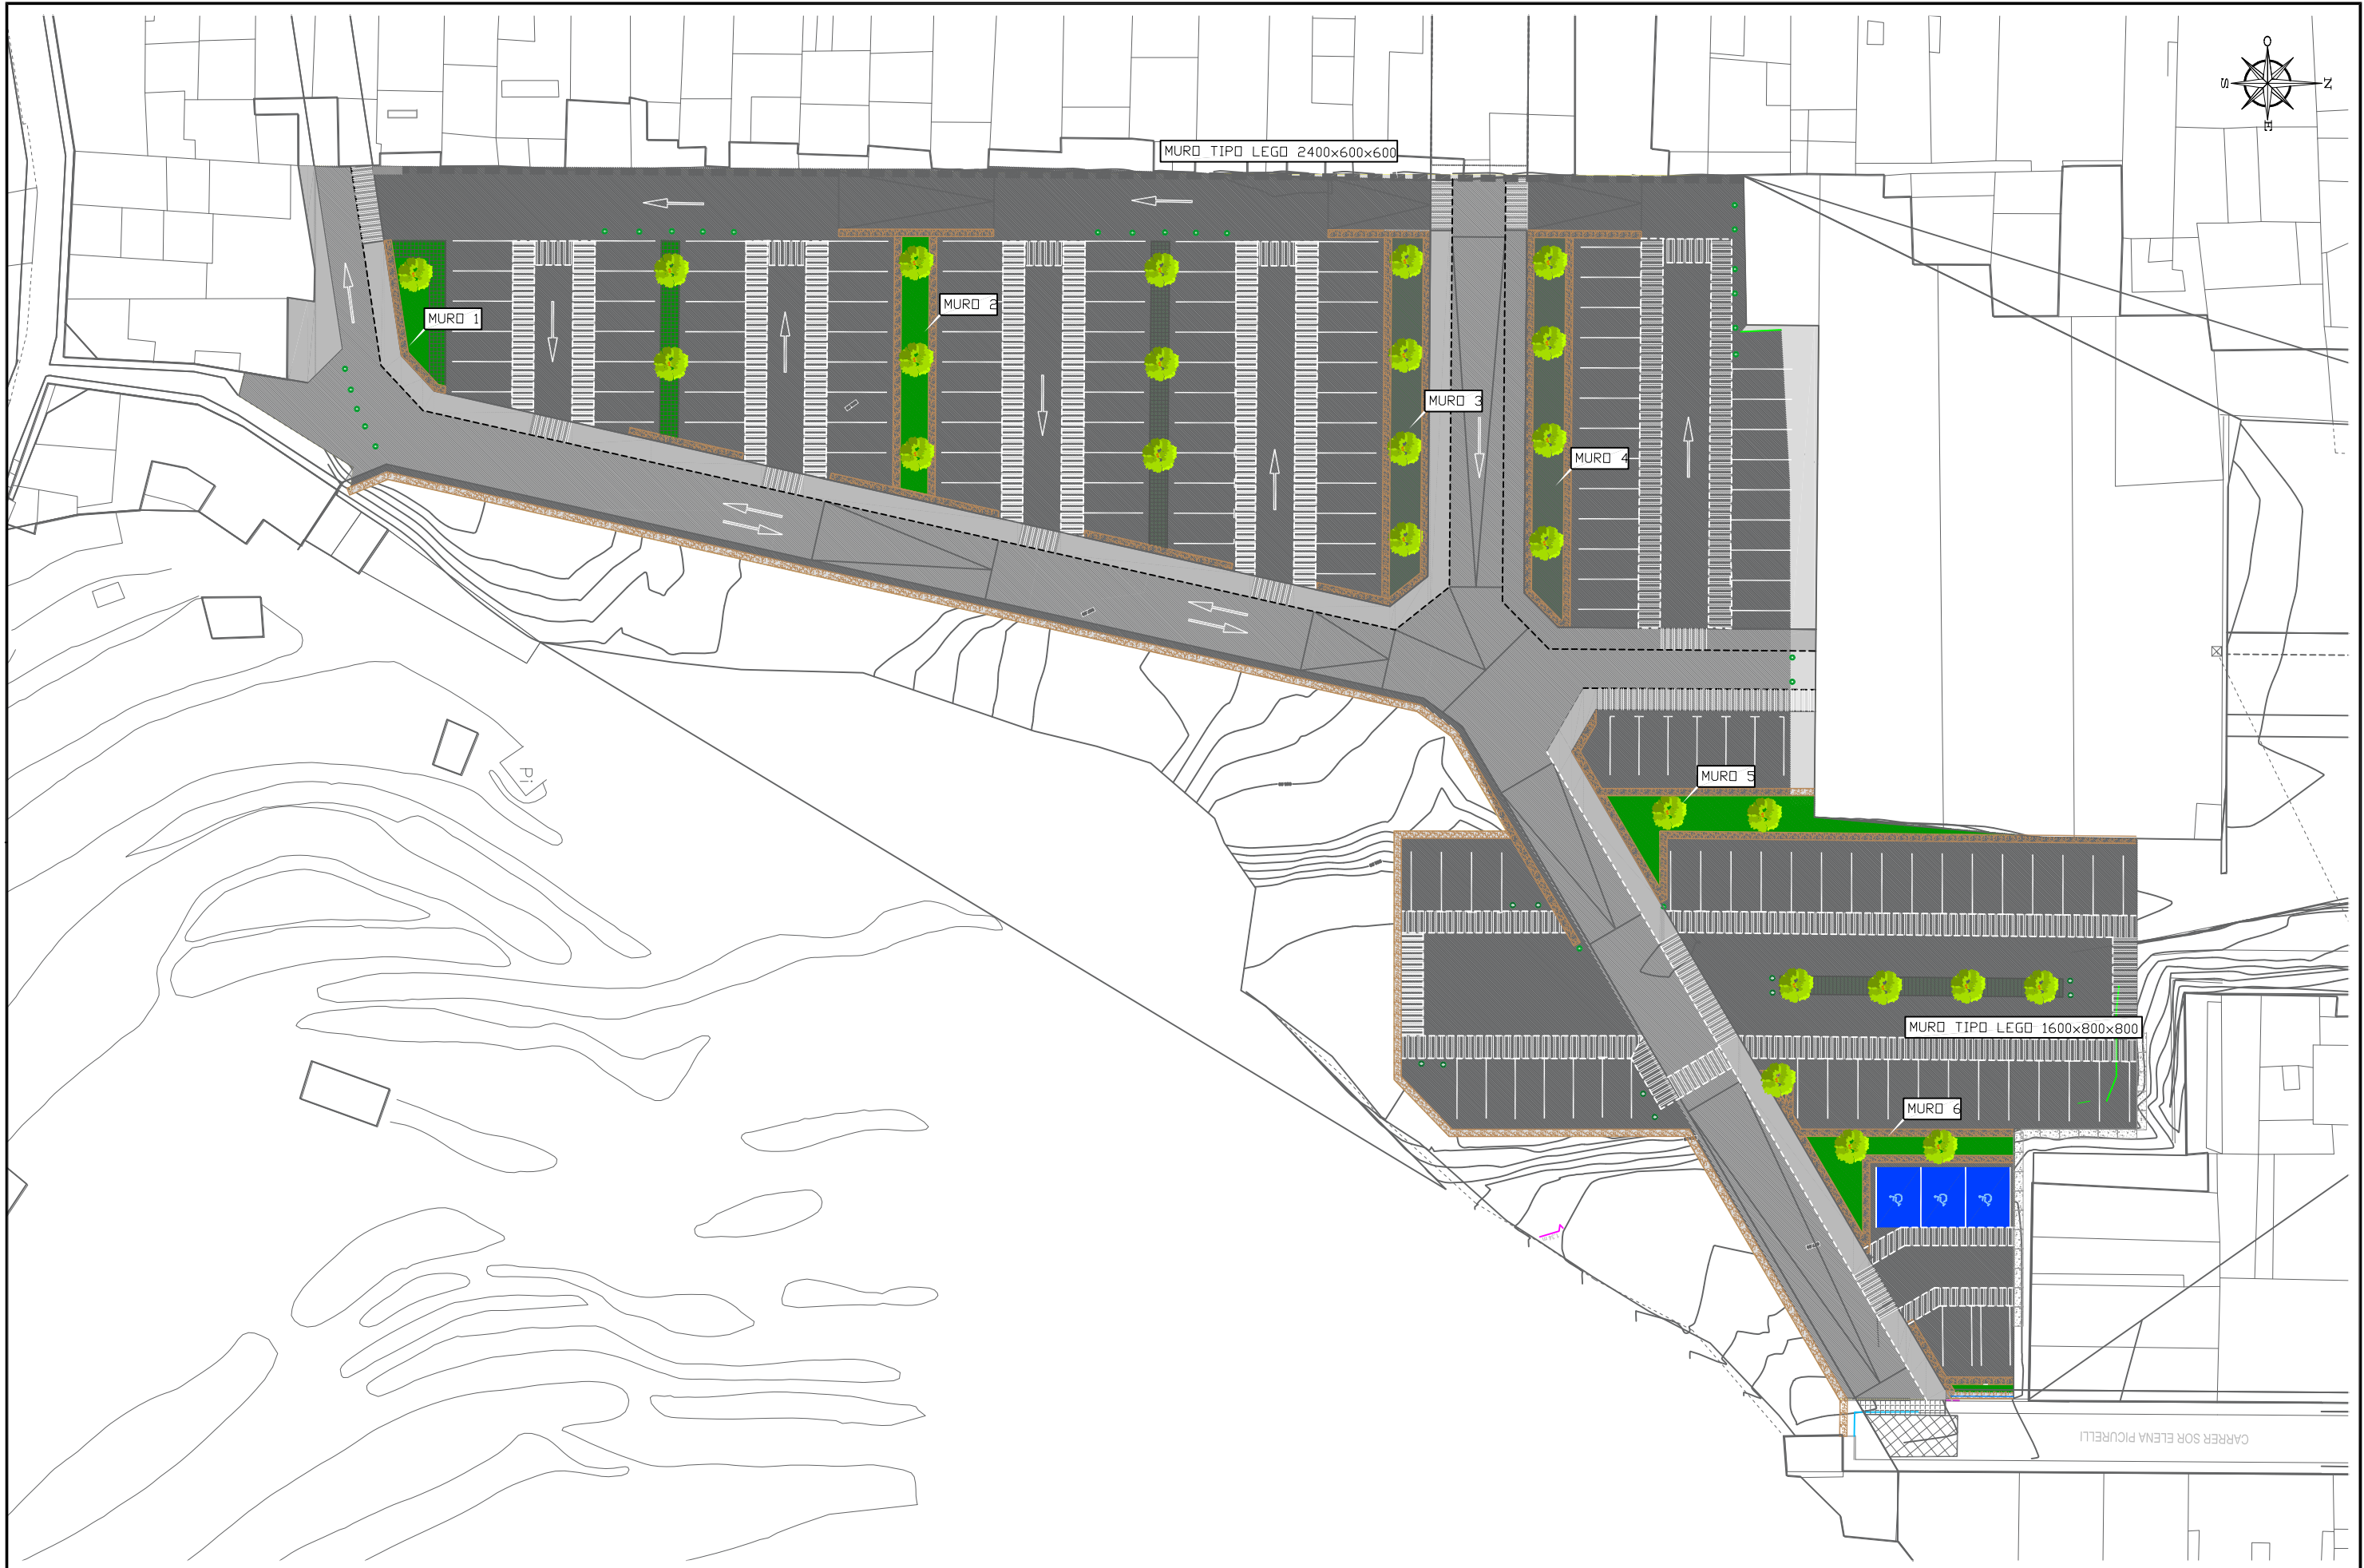 O
S
N
E
MURO TIPO LEGO 2400x600x600
MURO 1
MURO 2
MURO 3
MURO 4
Pl
MURO 5
MURO TIPO LEGO 1600x800x800
MURO 6
CARRER SOR ELENA PICURELLI